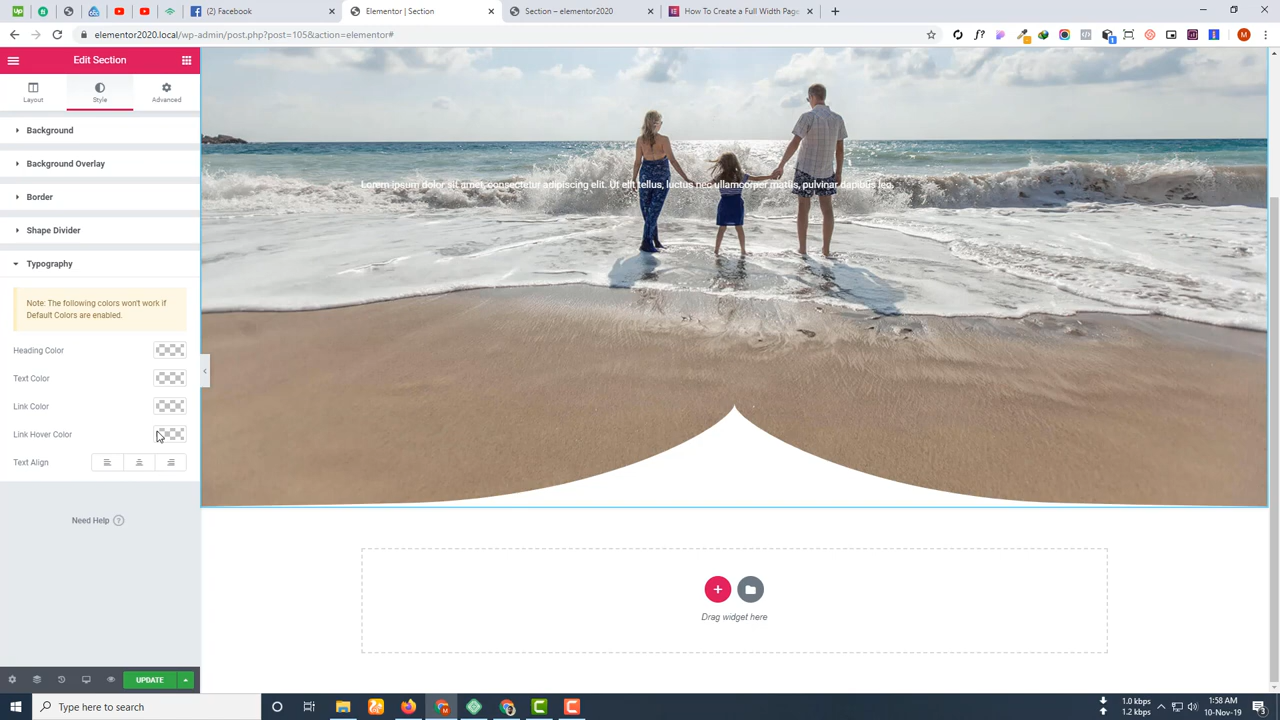 Facebook
Elementor | Section
Section – elementor2020
How To Create a Full Width Page
elementor2020.local/wp-admin/post.php?post=105&action=elementor#
Edit Section
Layout
Style
Advanced
Background
Background Overlay
Border
Shape Divider
Typography
Note: The following colors won't work if
Default Colors are enabled.
Heading Color
Text Color
Link Color
Link Hover Color
Text Align
Need Help ?
UPDATE
Lorem ipsum dolor sit amet, consectetur adipiscing elit. Ut elit tellus, luctus nec ullamcorper mattis, pulvinar dapibus leo.
Drag widget here
Type here to search
1.0 kbps
1.2 kbps
1:58 AM
10-Nov-19